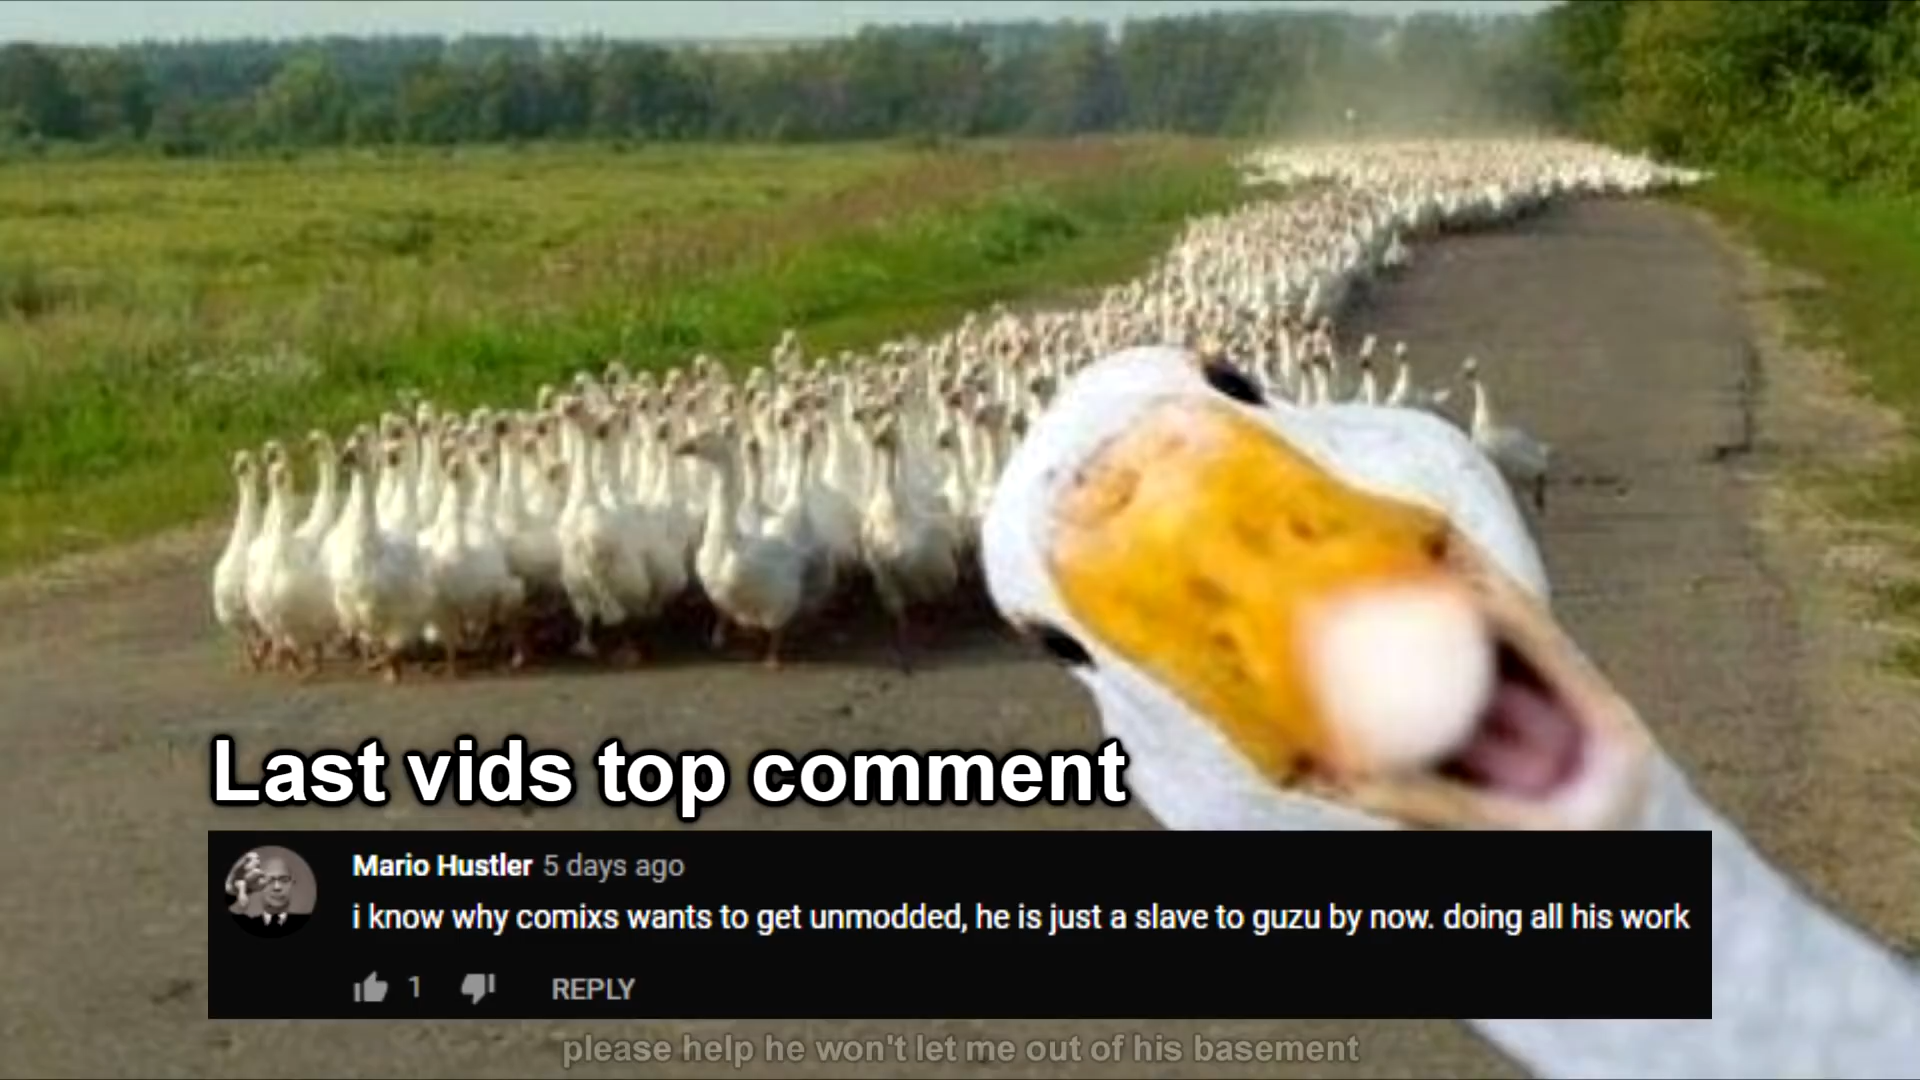 Last vids top comment
Mario Hustler 5 days ago
i know why comixs wants to get unmodded, he is just a slave to guzu by now. doing all his work
1 REPLY
please help he won't let me out of his basement